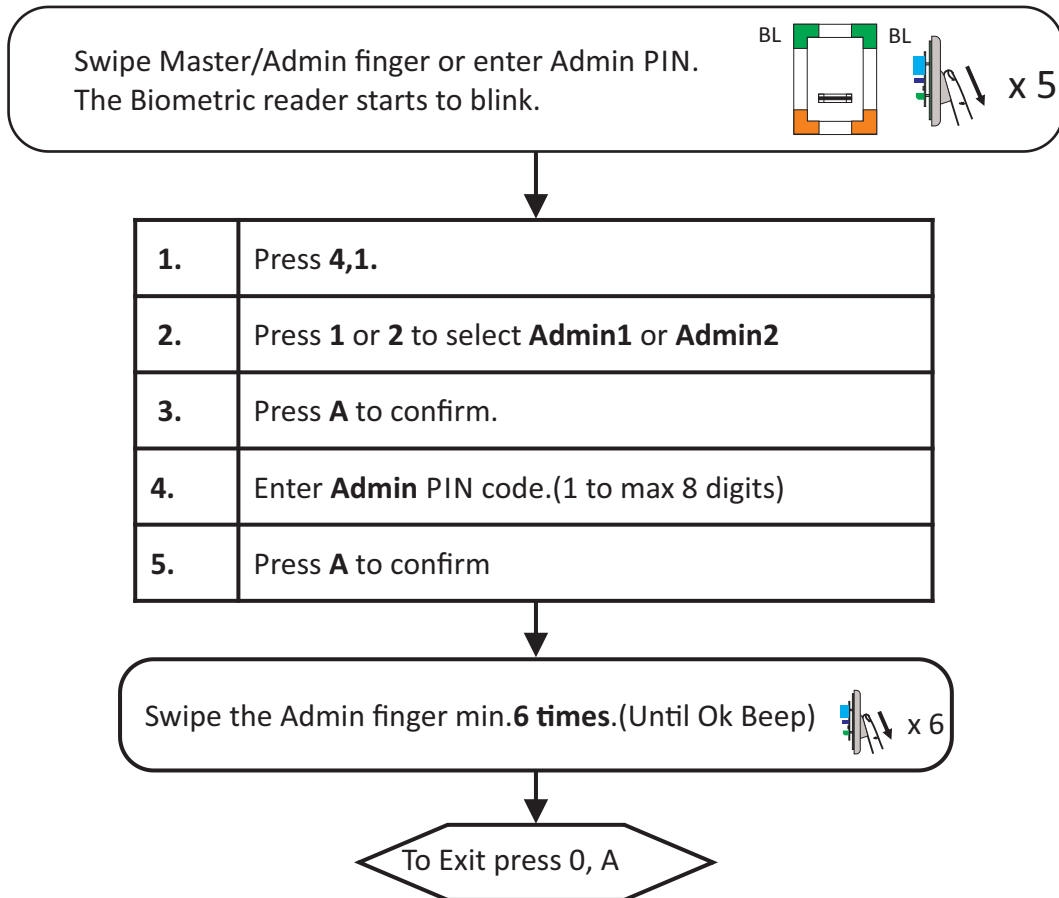 Swipe Master/Admin finger or enter Admin PIN.
The Biometric reader starts to blink.
BL
BL
x 5
1. Press 4,1.
2. Press 1 or 2 to select Admin1 or Admin2
3. Press A to confirm.
4. Enter Admin PIN code.(1 to max 8 digits)
5. Press A to confirm
Swipe the Admin finger min.6 times.(Until Ok Beep)
x 6
To Exit press 0, A